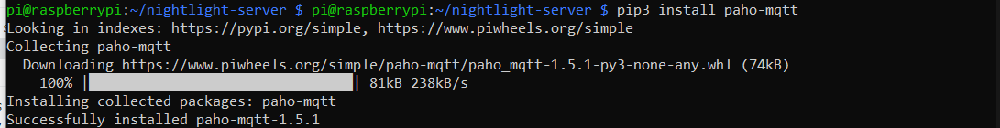 pi@raspberrypi:~/nightlight-server $ pi@raspberrypi:~/nightlight-server $ pip3 install paho-mqtt
Looking in indexes: https://pypi.org/simple, https://www.piwheels.org/simple
Collecting paho-mqtt
  Downloading https://www.piwheels.org/simple/paho-mqtt/paho_mqtt-1.5.1-py3-none-any.whl (74kB)
    100% |████████████████████████████████| 81kB 238kB/s
Installing collected packages: paho-mqtt
Successfully installed paho-mqtt-1.5.1